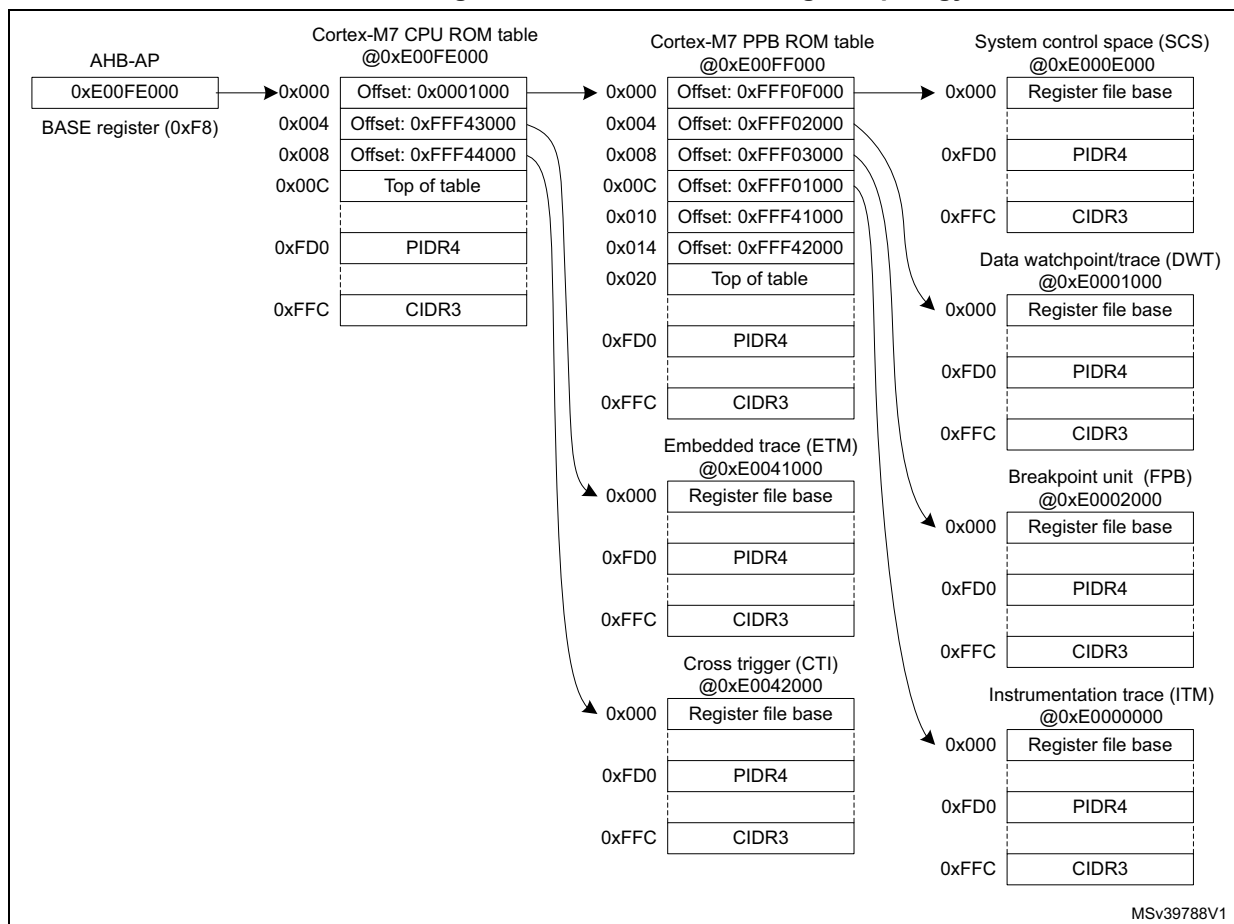 AHB-AP
0xE00FE000
BASE register (0xF8)
Cortex-M7 CPU ROM table
@0xE00FE000
0x000 Offset: 0x0001000
0x004 Offset: 0xFFF43000
0x008 Offset: 0xFFF44000
0x00C Top of table
0xFD0 PIDR4
0xFFC CIDR3
Cortex-M7 PPB ROM table
@0xE00FF000
0x000 Offset: 0xFFF0F000
0x004 Offset: 0xFFF02000
0x008 Offset: 0xFFF03000
0x00C Offset: 0xFFF01000
0x010 Offset: 0xFFF41000
0x014 Offset: 0xFFF42000
0x020 Top of table
0xFD0 PIDR4
0xFFC CIDR3
Embedded trace (ETM)
@0xE0041000
0x000 Register file base
0xFD0 PIDR4
0xFFC CIDR3
Cross trigger (CTI)
@0xE0042000
0x000 Register file base
0xFD0 PIDR4
0xFFC CIDR3
System control space (SCS)
@0xE000E000
0x000 Register file base
0xFD0 PIDR4
0xFFC CIDR3
Data watchpoint/trace (DWT)
@0xE0001000
0x000 Register file base
0xFD0 PIDR4
0xFFC CIDR3
Breakpoint unit (FPB)
@0xE0002000
0x000 Register file base
0xFD0 PIDR4
0xFFC CIDR3
Instrumentation trace (ITM)
@0xE0000000
0x000 Register file base
0xFD0 PIDR4
0xFFC CIDR3
MSv39788V1